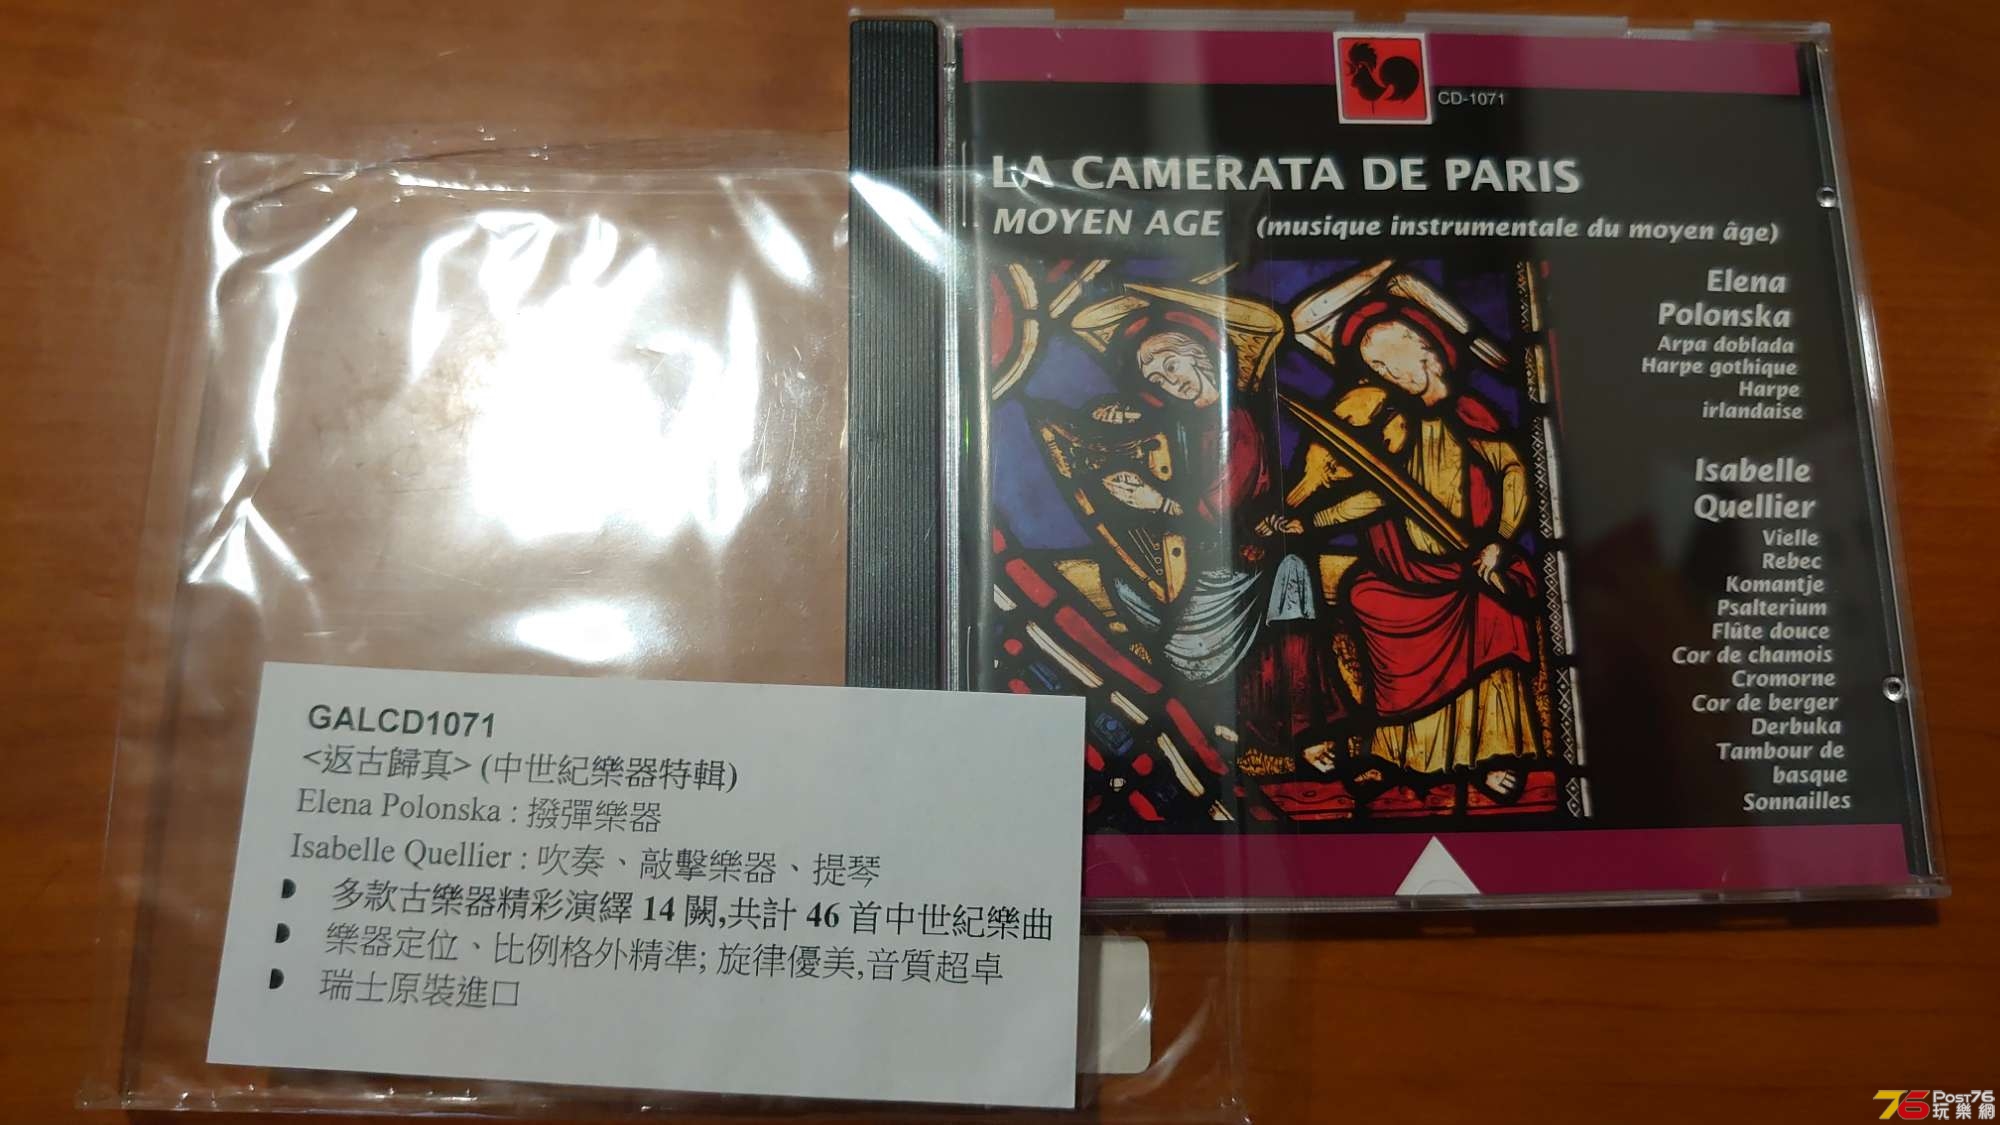 CD-1071
LA CAMERATA DE PARIS
MOYEN AGE (musique instrumentale du moyen âge)
Elena
Polonska
Arpa doblada
Harpe gothique
Harpe
irlandaise
Isabelle
Quellier
Vielle
Rebec
Komantje
Psalterium
Flûte douce
Cor de chamois
Cromorne
Cor de berger
Derbuka
Tambour de
basque
Sonnailles
GALCD1071
<返古歸真> (中世紀樂器特輯)
Elena Polonska : 撥彈樂器
Isabelle Quellier : 吹奏、敲擊樂器、提琴
多款古樂器精彩演繹 14 闕,共計 46 首中世紀樂曲
樂器定位、比例格外精準; 旋律優美,音質超卓
瑞士原裝進口
76 Post76
玩樂網